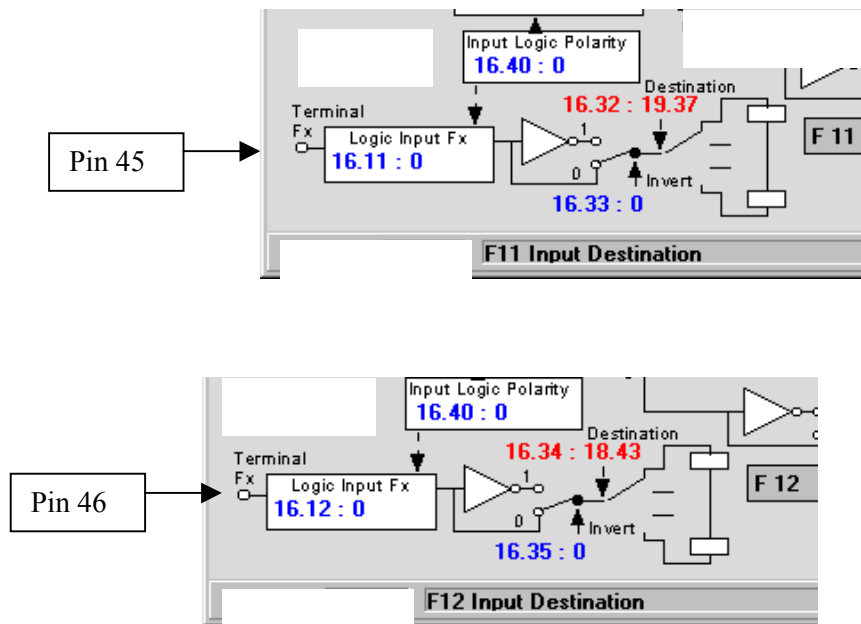 Input Logic Polarity
16.40 : 0
Destination
16.32 : 19.37
Terminal
Fx
Logic Input Fx
16.11 : 0
1
0
Invert
16.33 : 0
F 11
Pin 45
F11 Input Destination
Input Logic Polarity
16.40 : 0
Destination
16.34 : 18.43
Terminal
Fx
Logic Input Fx
16.12 : 0
1
0
Invert
16.35 : 0
F 12
Pin 46
F12 Input Destination